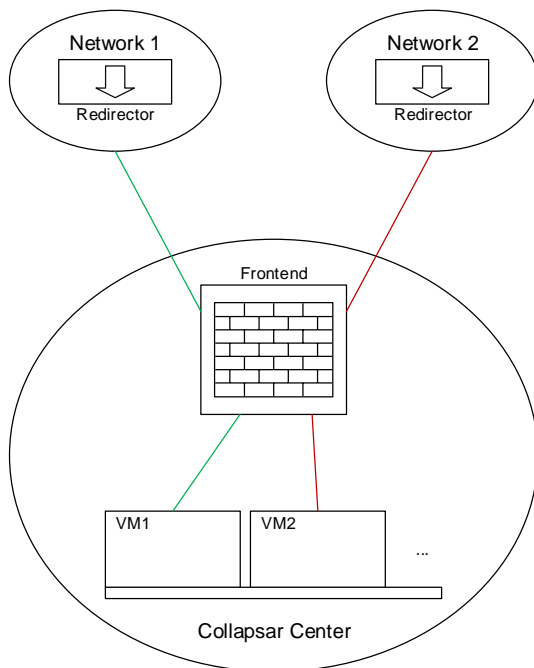 Network 1
Network 2
Redirector
Redirector
Frontend
VM1
VM2
...
Collapsar Center